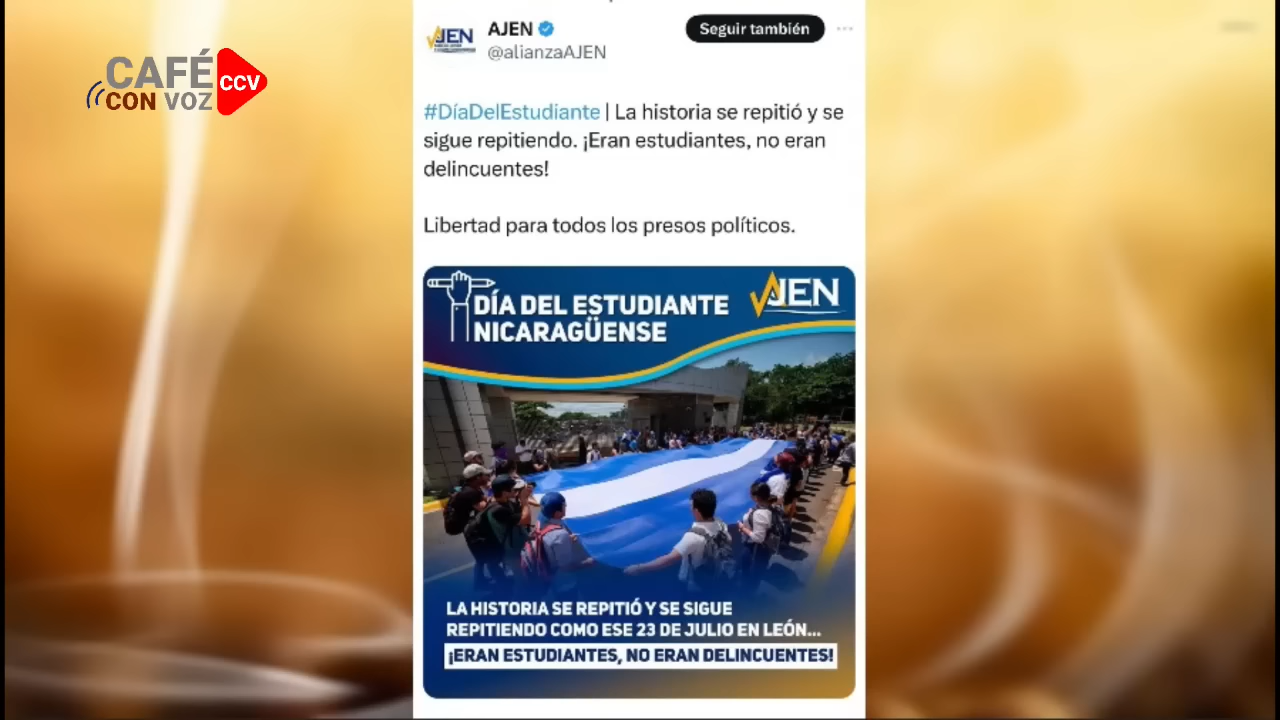 CAFÉ
CON VOZ
CCV
AJEN
AJEN
@alianzaAJEN
Seguir también
#DíaDelEstudiante | La historia se repitió y se
sigue repitiendo. ¡Eran estudiantes, no eran
delincuentes!
Libertad para todos los presos políticos.
DÍA DEL ESTUDIANTE
NICARAGÜENSE
AJEN
LA HISTORIA SE REPITIÓ Y SE SIGUE
REPITIENDO COMO ESE 23 DE JULIO EN LEÓN...
¡ERAN ESTUDIANTES, NO ERAN DELINCUENTES!